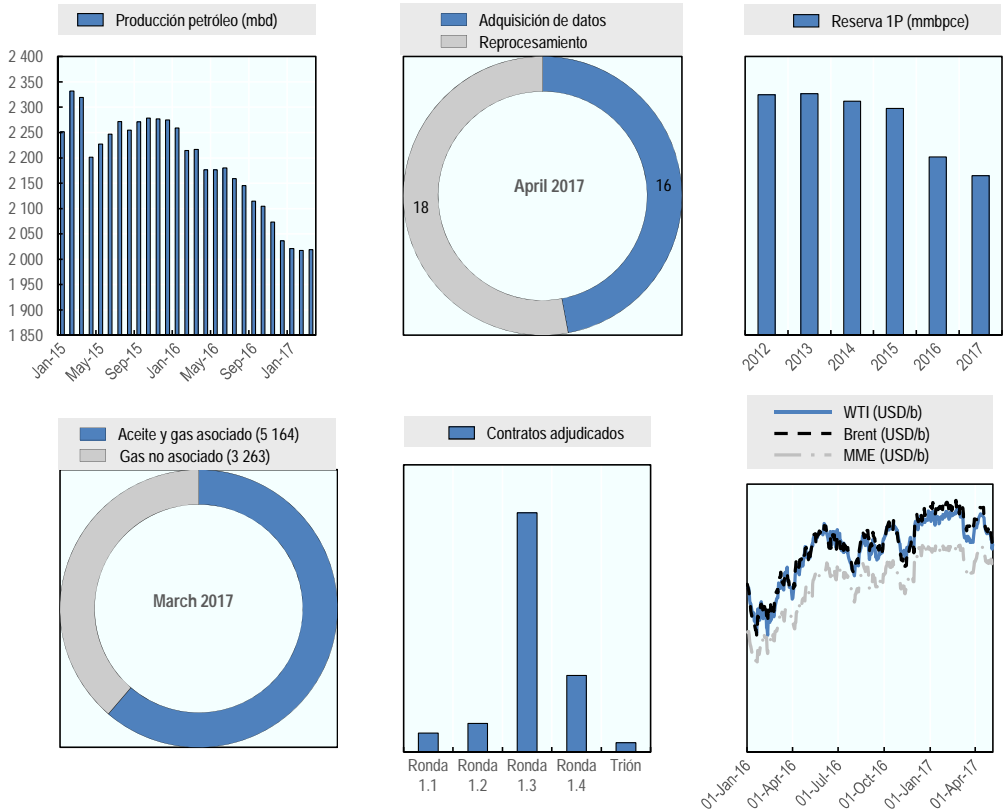 Producción petróleo (mbd)
2 400
2 350
2 300
2 250
2 200
2 150
2 100
2 050
2 000
1 950
1 900
1 850
Jan-15
May-15
Sep-15
Jan-16
May-16
Sep-16
Jan-17
Adquisición de datos
Reprocesamiento
April 2017
16
18
Reserva 1P (mmbpce)
2012
2013
2014
2015
2016
2017
Aceite y gas asociado (5 164)
Gas no asociado (3 263)
March 2017
Contratos adjudicados
Ronda
1.1
Ronda
1.2
Ronda
1.3
Ronda
1.4
Trión
WTI (USD/b)
Brent (USD/b)
MME (USD/b)
01-Jan-16
01-Apr-16
01-Jul-16
01-Oct-16
01-Jan-17
01-Apr-17